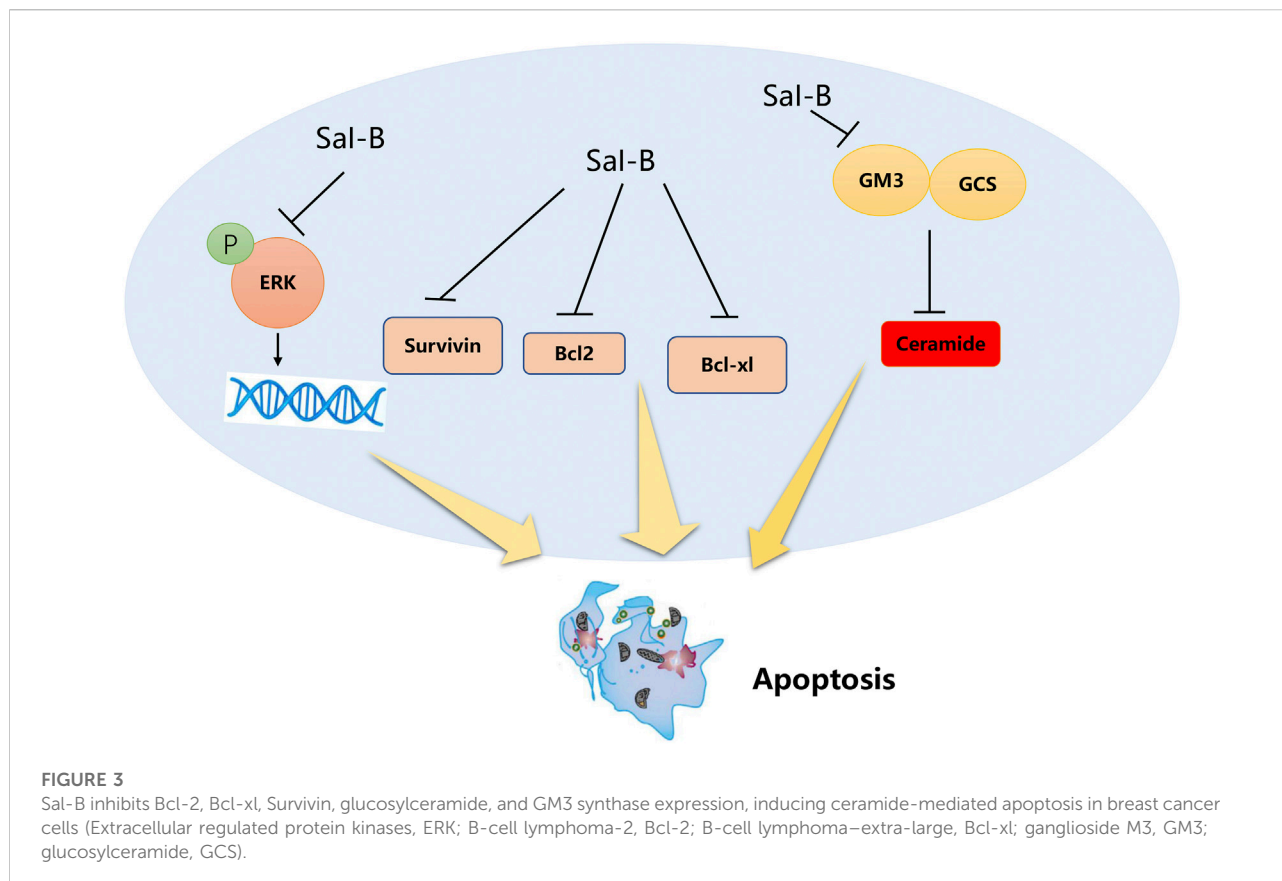 Sal-B
Sal-B
Sal-B
GM3
GCS
P
ERK
Survivin
Bcl2
Bcl-xl
Ceramide
Apoptosis
FIGURE 3
Sal-B inhibits Bcl-2, Bcl-xl, Survivin, glucosylceramide, and GM3 synthase expression, inducing ceramide-mediated apoptosis in breast cancer
cells (Extracellular regulated protein kinases, ERK; B-cell lymphoma-2, Bcl-2; B-cell lymphoma–extra-large, Bcl-xl; ganglioside M3, GM3;
glucosylceramide, GCS).